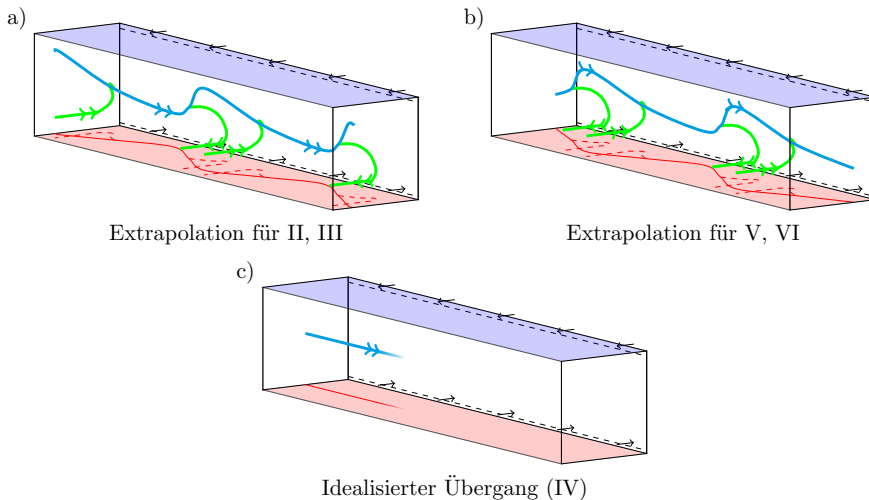 a)
b)
Extrapolation für II, III
Extrapolation für V, VI
c)
Idealisierter Übergang (IV)